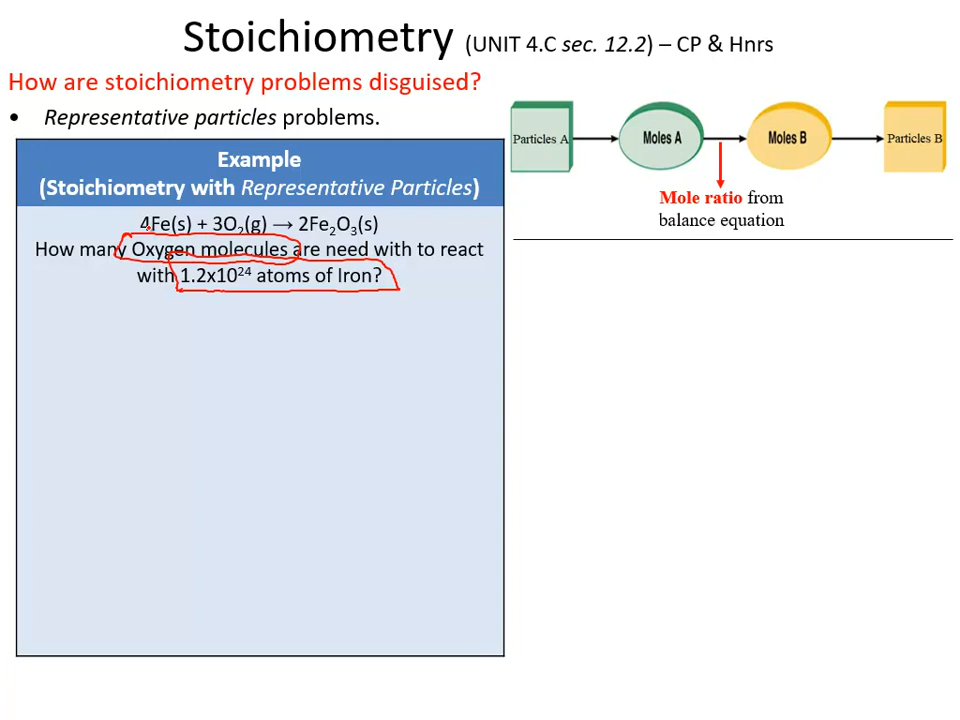 Stoichiometry (UNIT 4.C sec. 12.2) – CP & Hnrs
How are stoichiometry problems disguised?
• Representative particles problems.
Example
(Stoichiometry with Representative Particles)
4Fe(s) + 3O₂(g) → 2Fe₂O₃(s)
How many Oxygen molecules are need with to react
with 1.2x10²⁴ atoms of Iron?
Particles A
Moles A
Moles B
Particles B
Mole ratio from
balance equation